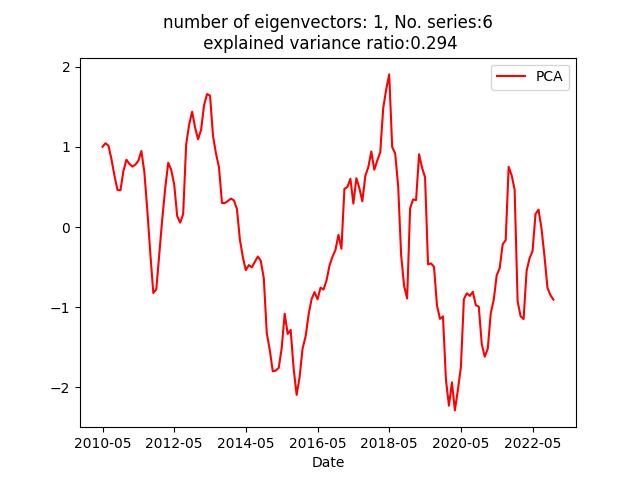 number of eigenvectors: 1, No. series:6
explained variance ratio:0.294
PCA
2
1
0
−1
−2
2010-05 2012-05 2014-05 2016-05 2018-05 2020-05 2022-05
Date